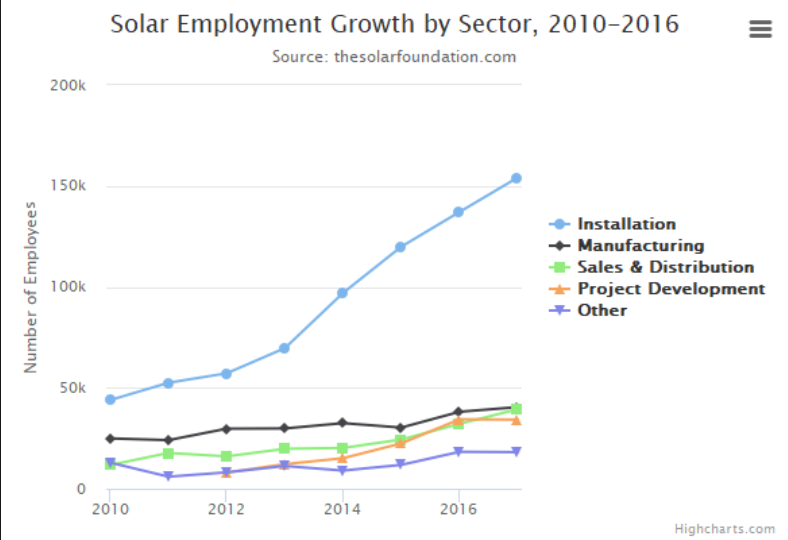 Solar Employment Growth by Sector, 2010-2016
Source: thesolarfoundation.com
200k
150k
100k
50k
0
Number of Employees
2010
2012
2014
2016
Installation
Manufacturing
Sales & Distribution
Project Development
Other
Highcharts.com